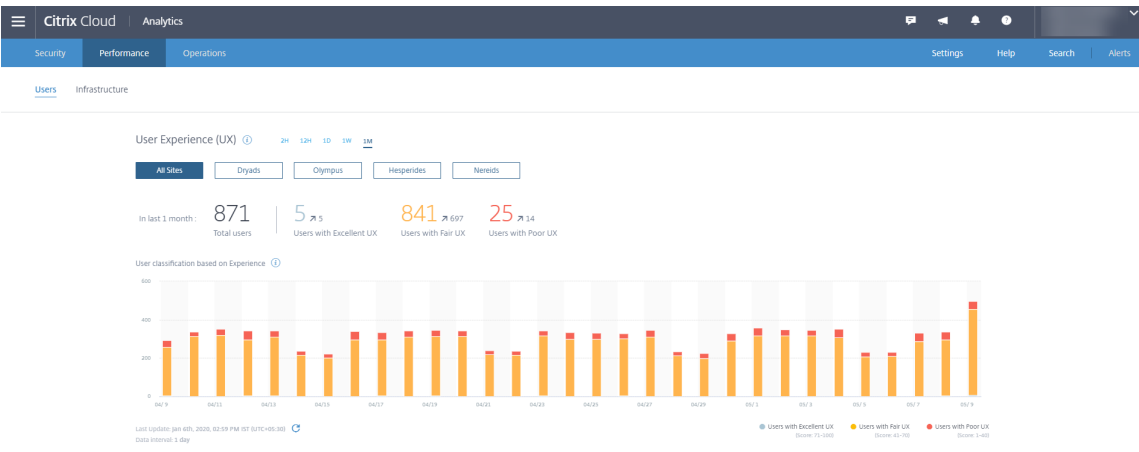 Citrix Cloud Analytics
Security Performance Operations Settings Help Search Alerts
Users Infrastructure
User Experience (UX) 2H 12H 1D 1W 1M
All Sites Dryads Olympus Hesperides Nereids
In last 1 month : 871 5 5 841 697 25 14
Total users Users with Excellent UX Users with Fair UX Users with Poor UX
User classification based on Experience
600
400
200
0
04/ 9 04/11 04/13 04/15 04/17 04/19 04/21 04/23 04/25 04/27 04/29 05/ 1 05/ 3 05/ 5 05/ 7 05/ 9
Last Update: Jan 4th, 2020, 02:59 PM IST (UTC+05:30)
Data Interval: 1 day
Users with Excellent UX Users with Fair UX Users with Poor UX
(Score: 71-100) (Score: 41-70) (Score: 1-40)